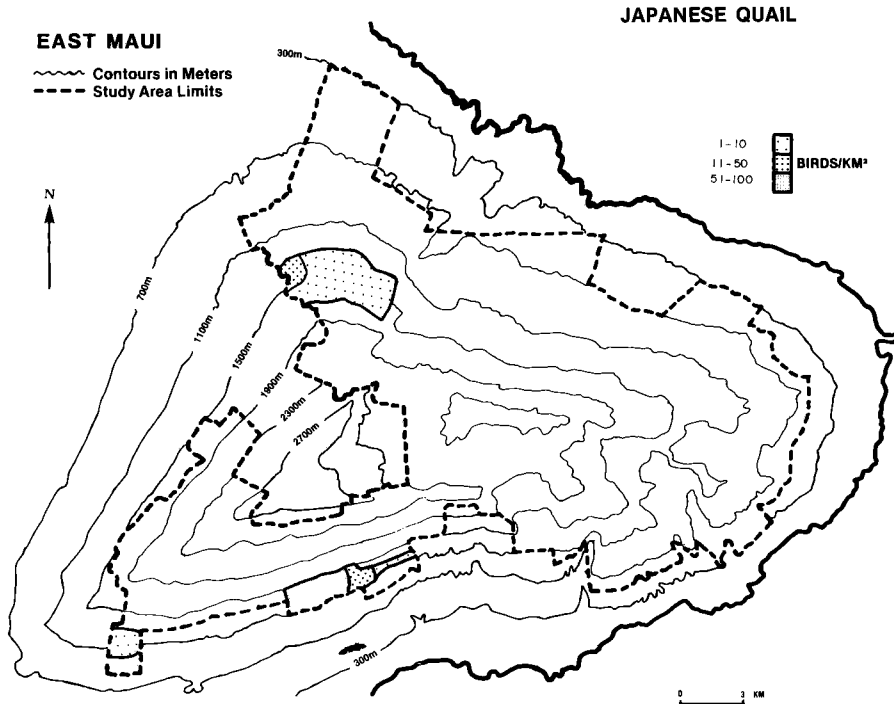 JAPANESE QUAIL
EAST MAUI
Contours in Meters
Study Area Limits
300m
1-10
11-50
51-100
BIRDS/KM²
N
700m
1100m
1500m
1900m
2300m
2700m
300m
0 3 KM